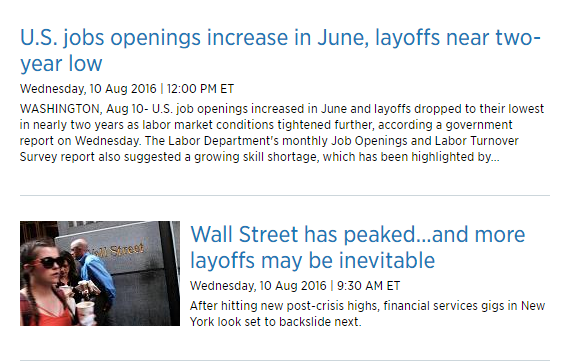 U.S. jobs openings increase in June, layoffs near two-
year low
Wednesday, 10 Aug 2016 | 12:00 PM ET
WASHINGTON, Aug 10- U.S. job openings increased in June and layoffs dropped to their lowest
in nearly two years as labor market conditions tightened further, according a government
report on Wednesday. The Labor Department's monthly Job Openings and Labor Turnover
Survey report also suggested a growing skill shortage, which has been highlighted by...
Wall Street
Wall Street has peaked...and more
layoffs may be inevitable
Wednesday, 10 Aug 2016 | 9:30 AM ET
After hitting new post-crisis highs, financial services gigs in New
York look set to backslide next.